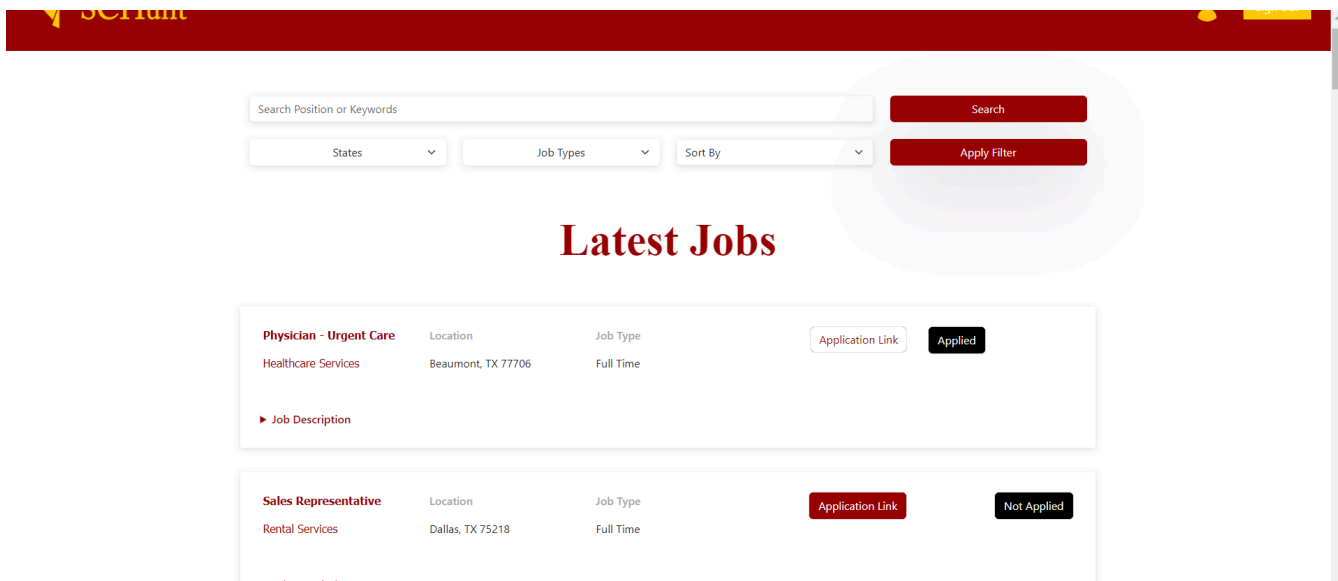 Search Position or Keywords Search
States Job Types Sort By Apply Filter
Latest Jobs
Physician - Urgent Care Location Job Type Application Link Applied
Healthcare Services Beaumont, TX 77706 Full Time
Job Description
Sales Representative Location Job Type Application Link Not Applied
Rental Services Dallas, TX 75218 Full Time